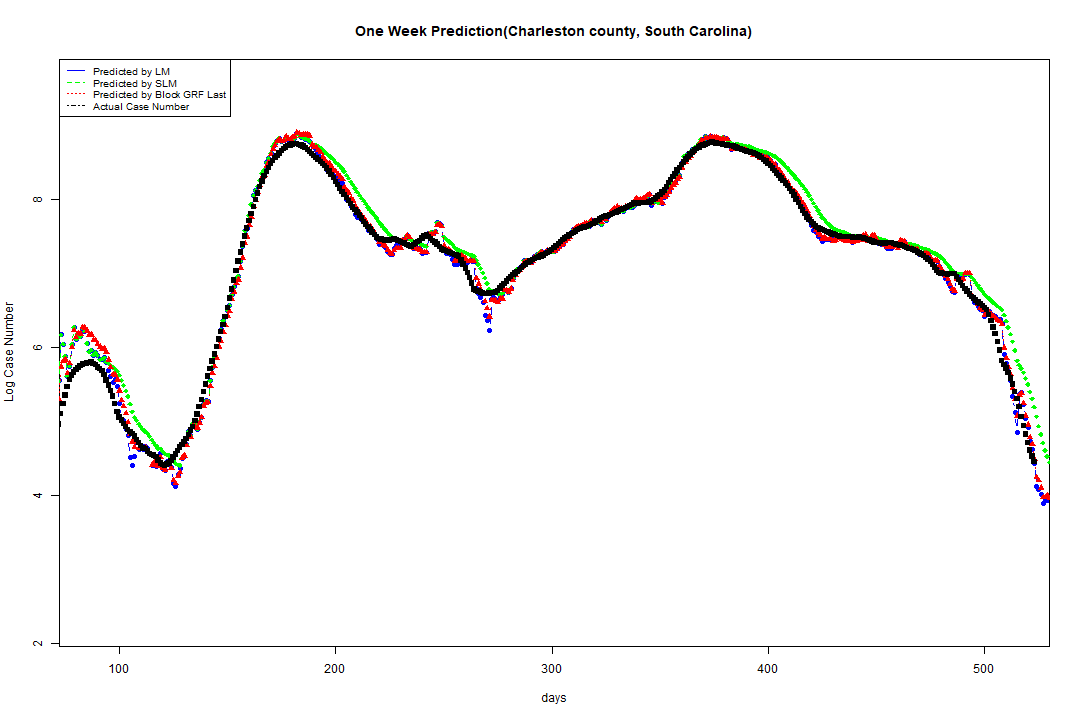 One Week Prediction(Charleston county, South Carolina)
Predicted by LM
Predicted by SLM
Predicted by Block GRF Last
Actual Case Number
8
6
4
2
Log Case Number
100 200 300 400 500
days